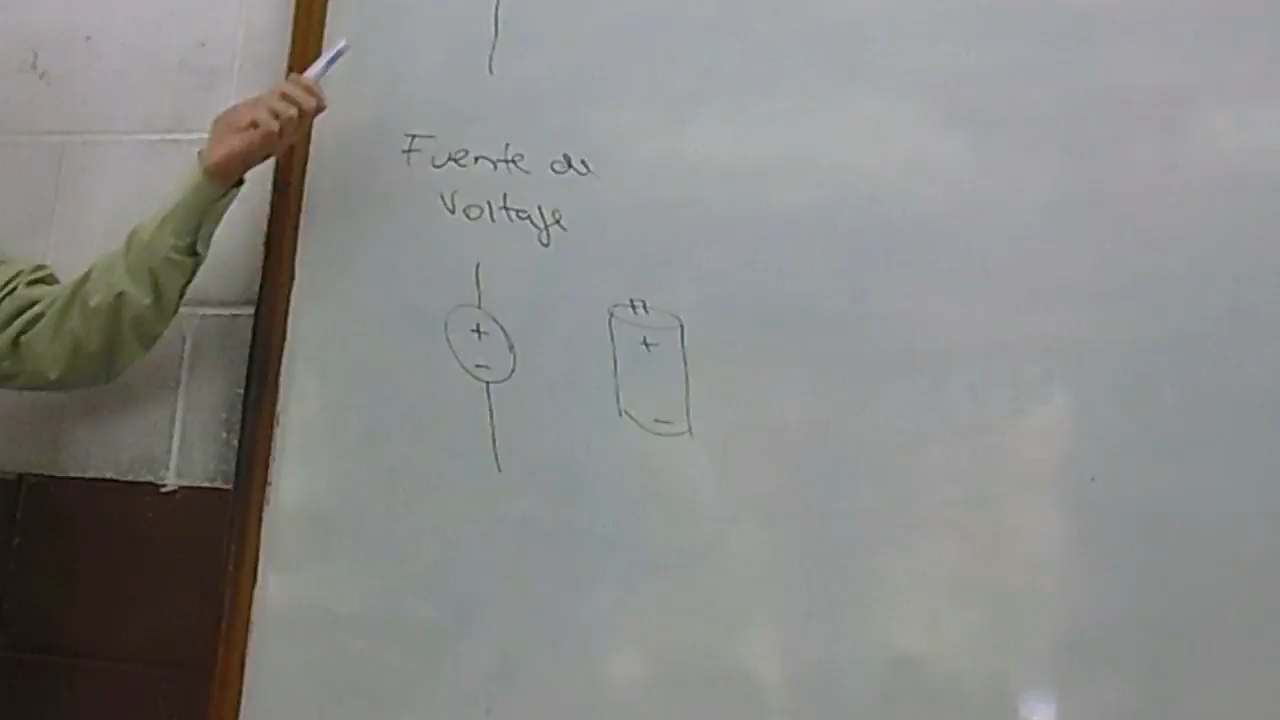 Fuente de
Voltaje
+
-
+
-